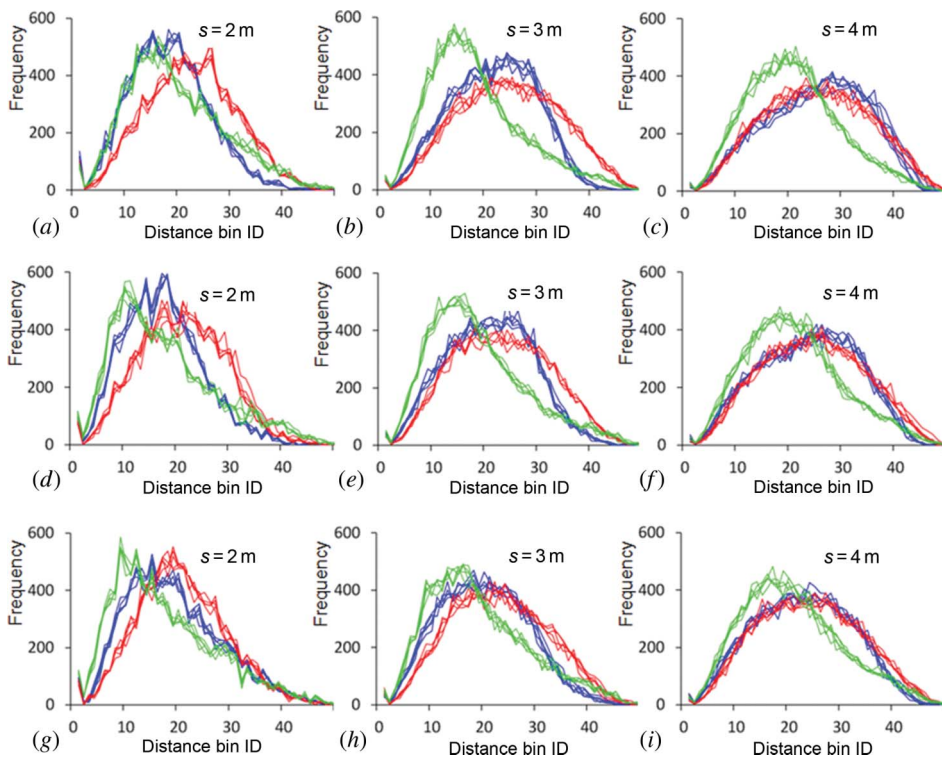 600
400
200
0
Frequency
s = 2 m
0 10 20 30 40
(a)
Distance bin ID
600
400
200
0
Frequency
s = 3 m
0 10 20 30 40
(b)
Distance bin ID
600
400
200
0
Frequency
s = 4 m
0 10 20 30 40
(c)
Distance bin ID
600
400
200
0
Frequency
s = 2 m
0 10 20 30 40
(d)
Distance bin ID
600
400
200
0
Frequency
s = 3 m
0 10 20 30 40
(e)
Distance bin ID
600
400
200
0
Frequency
s = 4 m
0 10 20 30 40
(f)
Distance bin ID
600
400
200
0
Frequency
s = 2 m
0 10 20 30 40
(g)
Distance bin ID
600
400
200
0
Frequency
s = 3 m
0 10 20 30 40
(h)
Distance bin ID
600
400
200
0
Frequency
s = 4 m
0 10 20 30 40
(i)
Distance bin ID